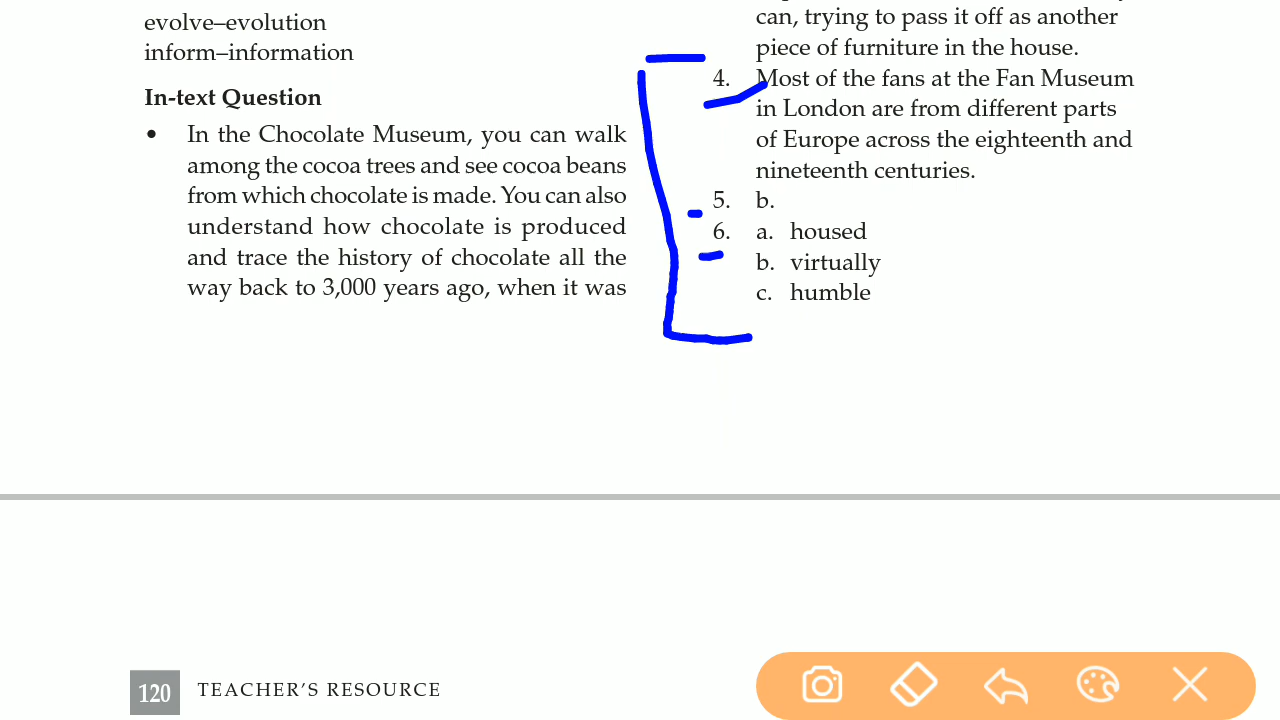 evolve–evolution
inform–information
In-text Question
• In the Chocolate Museum, you can walk
among the cocoa trees and see cocoa beans
from which chocolate is made. You can also
understand how chocolate is produced
and trace the history of chocolate all the
way back to 3,000 years ago, when it was
can, trying to pass it off as another
piece of furniture in the house.
4. Most of the fans at the Fan Museum
in London are from different parts
of Europe across the eighteenth and
nineteenth centuries.
5. b.
6. a. housed
b. virtually
c. humble
120 TEACHER'S RESOURCE